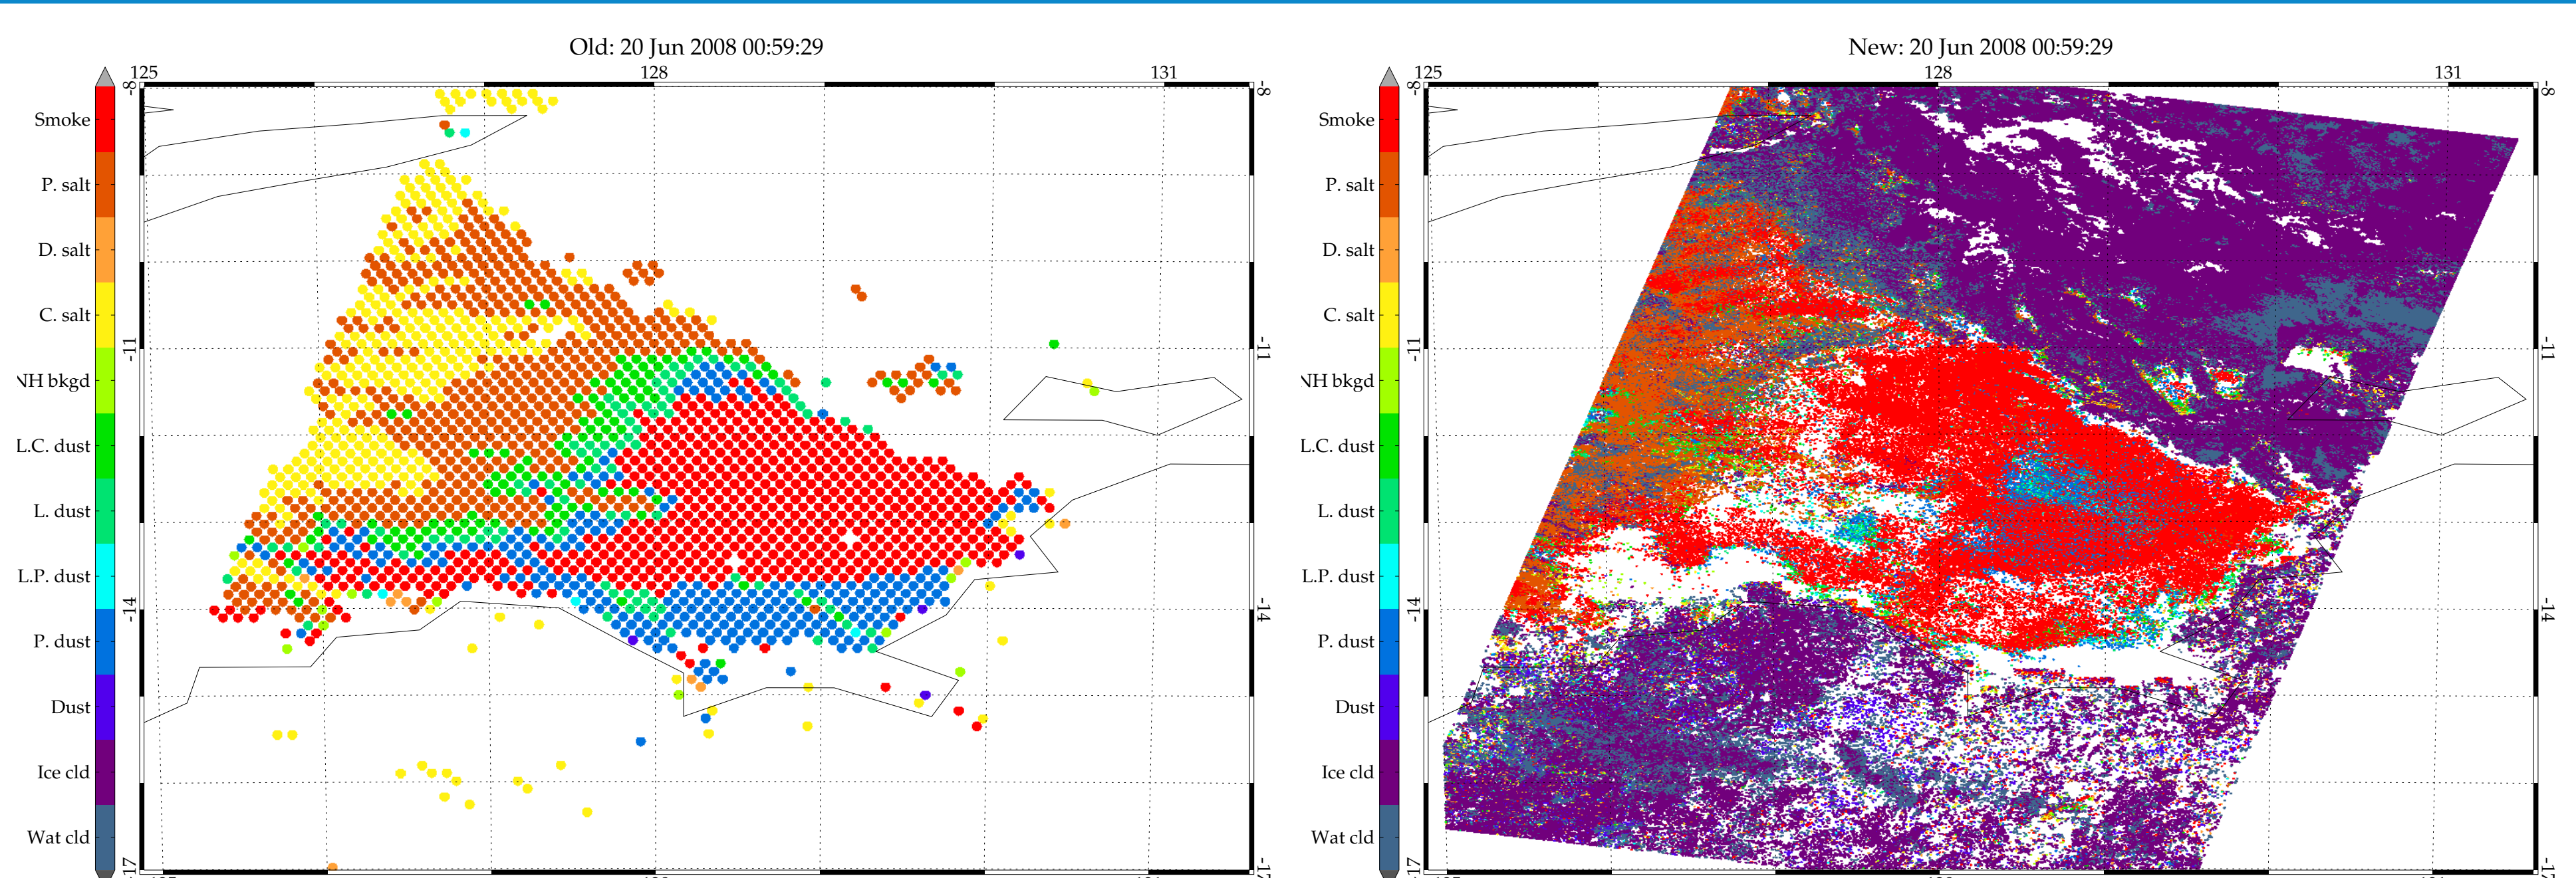 Old: 20 Jun 2008 00:59:29
125 128 131
-8 -8
Smoke
P. salt
D. salt
C. salt
-11 -11
NH bkgd
L.C. dust
L. dust
L.P. dust
-14 -14
P. dust
Dust
Ice cld
Wat cld
-17
New: 20 Jun 2008 00:59:29
125 128 131
-8 -8
Smoke
P. salt
D. salt
C. salt
-11 -11
NH bkgd
L.C. dust
L. dust
L.P. dust
-14 -14
P. dust
Dust
Ice cld
Wat cld
-17